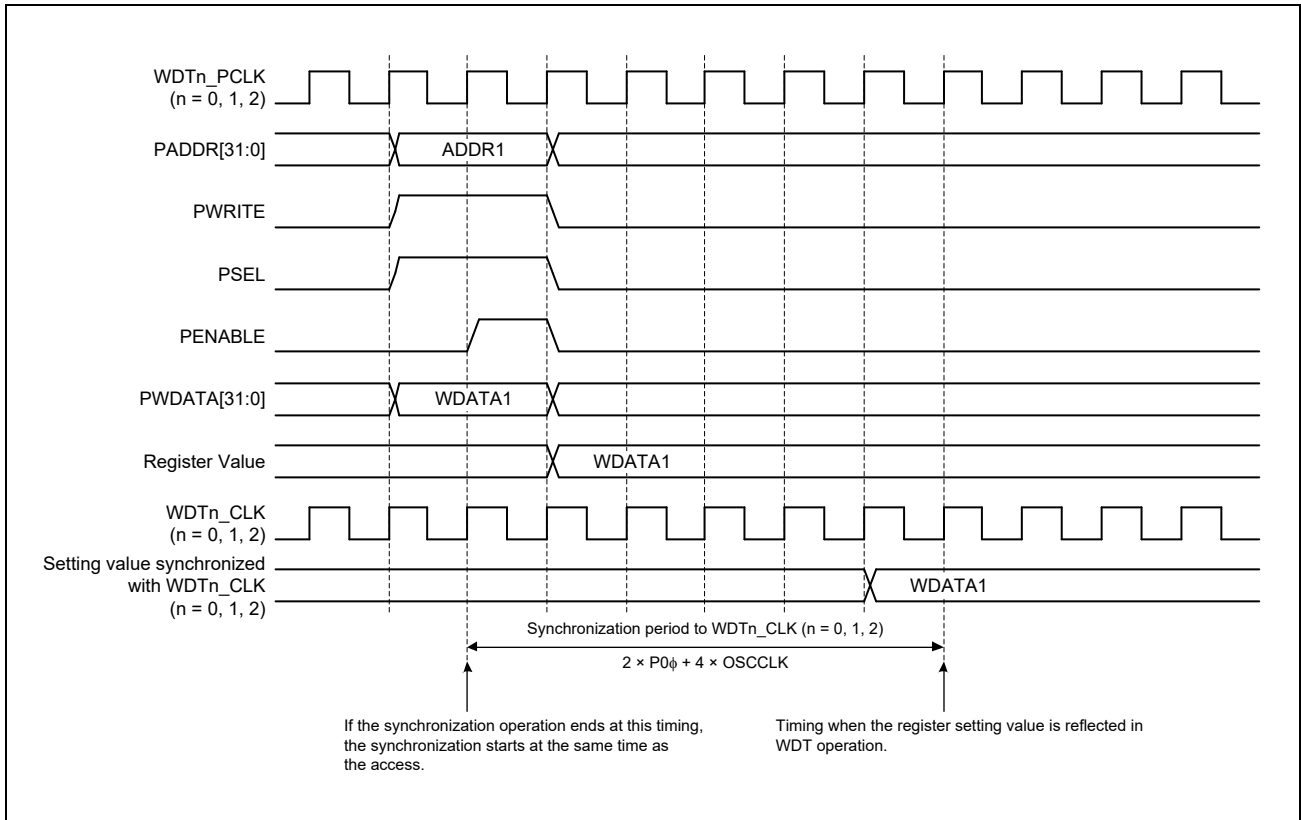 WDTn_PCLK
(n = 0, 1, 2)
PADDR[31:0]
ADDR1
PWRITE
PSEL
PENABLE
PWDATA[31:0]
WDATA1
Register Value
WDATA1
WDTn_CLK
(n = 0, 1, 2)
Setting value synchronized
with WDTn_CLK
(n = 0, 1, 2)
WDATA1
Synchronization period to WDTn_CLK (n = 0, 1, 2)
2 × P0ϕ + 4 × OSCCLK
If the synchronization operation ends at this timing,
the synchronization starts at the same time as
the access.
Timing when the register setting value is reflected in
WDT operation.